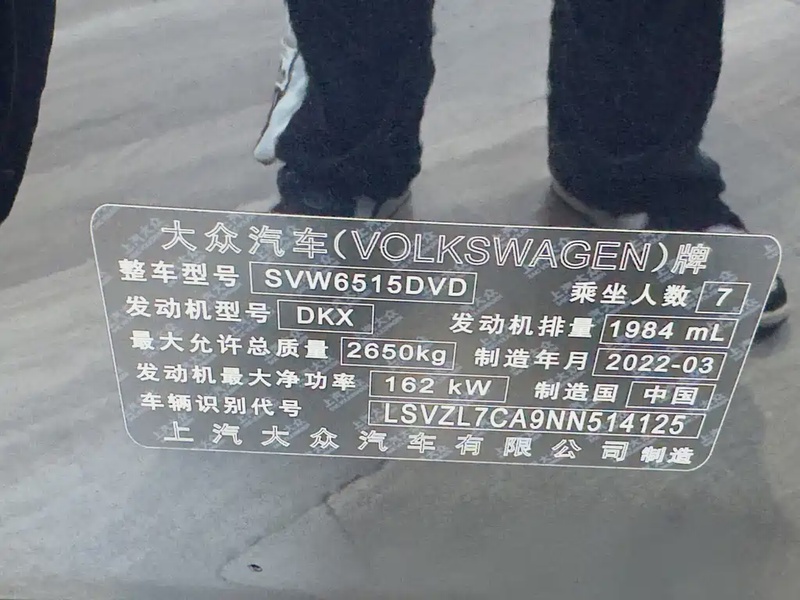 大众汽车(VOLKSWAGEN)牌
整车型号 SVW6515DVD 乘坐人数 7
发动机型号 DKX 发动机排量 1984 mL
最大允许总质量 2650kg 制造年月 2022-03
发动机最大净功率 162 kW 制造国 中国
车辆识别代号 LSVZL7CA9NN514125
上汽大众汽车有限公司 制造